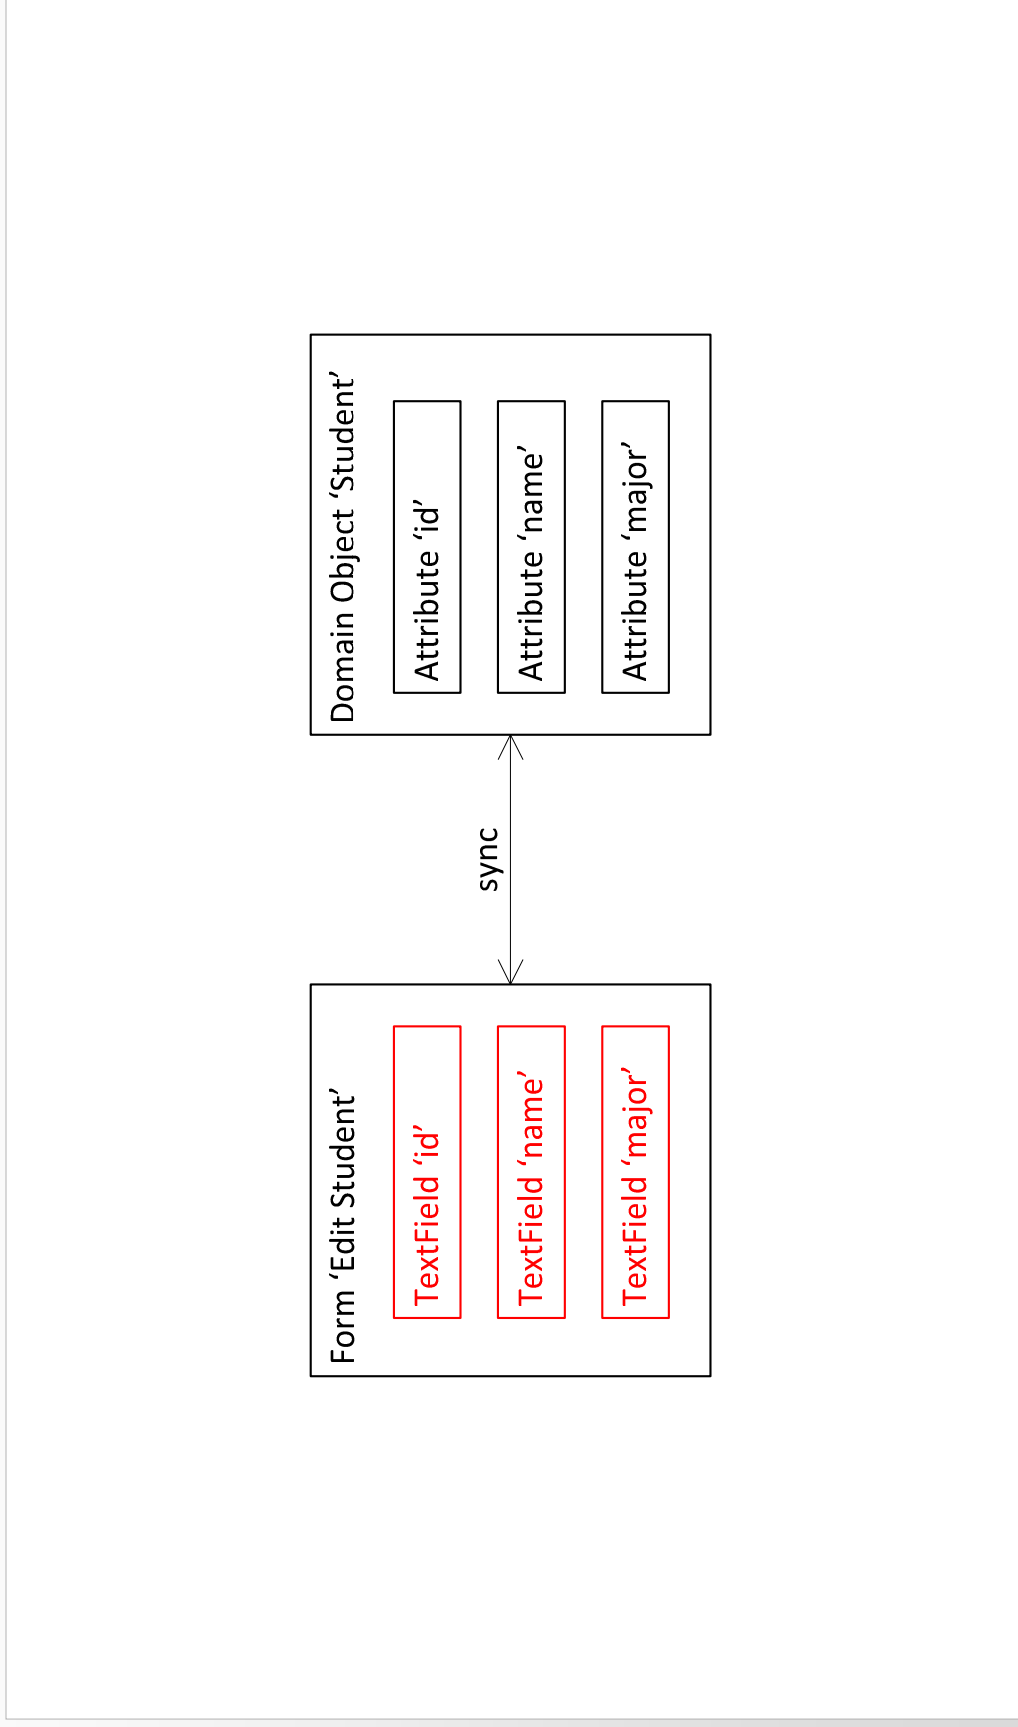 Form ‘Edit Student’
TextField ‘id’
TextField ‘name’
TextField ‘major’
sync
Domain Object ‘Student’
Attribute ‘id’
Attribute ‘name’
Attribute ‘major’